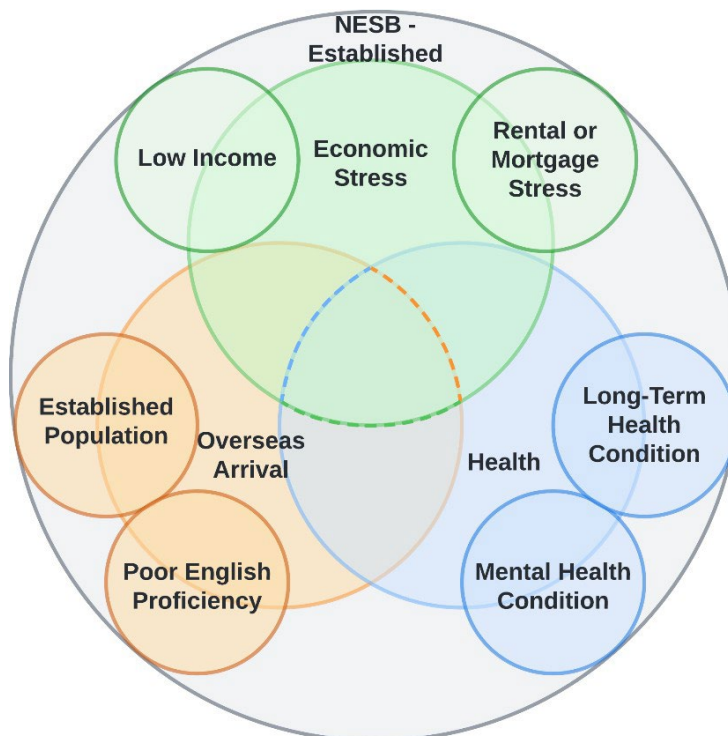 NESB -
Established
Low Income
Economic
Stress
Rental or
Mortgage
Stress
Established
Population
Overseas
Arrival
Health
Long-Term
Health
Condition
Poor English
Proficiency
Mental Health
Condition